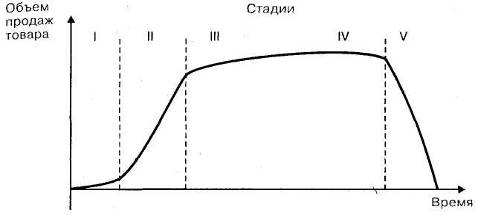 Объем
продаж
товара
Стадии
I II III IV V
Время